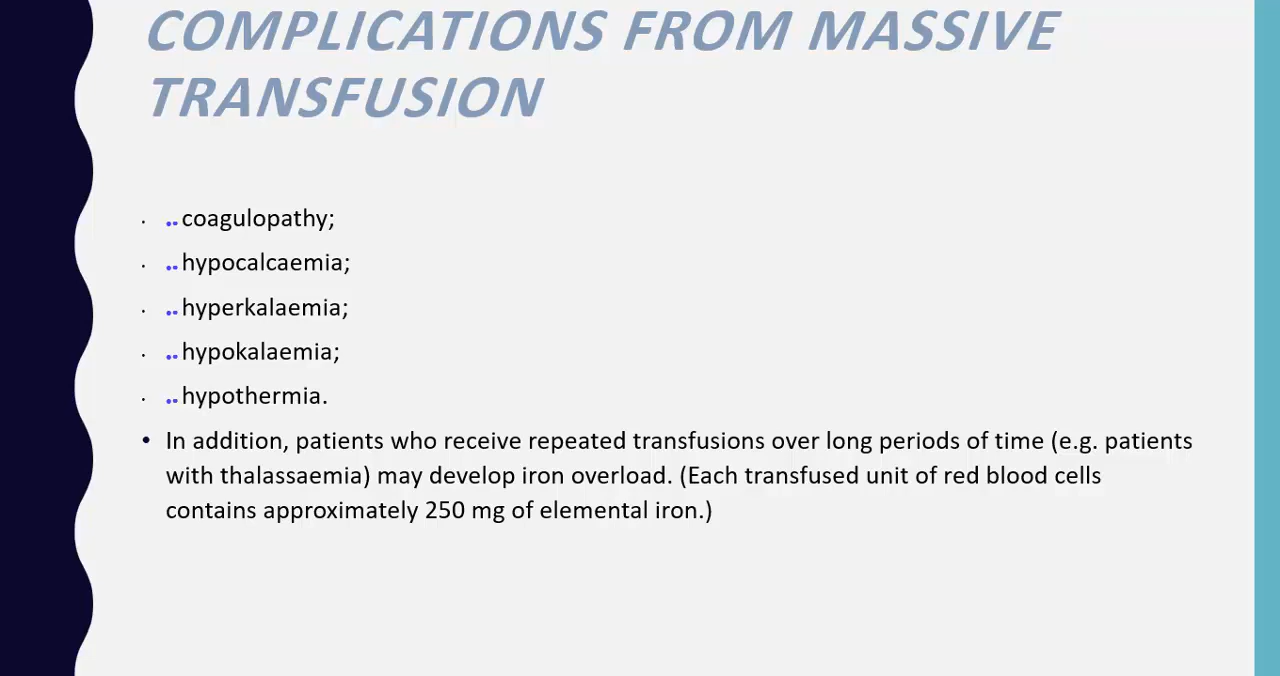 COMPLICATIONS FROM MASSIVE
TRANSFUSION
• ••coagulopathy;
• ••hypocalcaemia;
• ••hyperkalaemia;
• ••hypokalaemia;
• ••hypothermia.
• In addition, patients who receive repeated transfusions over long periods of time (e.g. patients
with thalassaemia) may develop iron overload. (Each transfused unit of red blood cells
contains approximately 250 mg of elemental iron.)